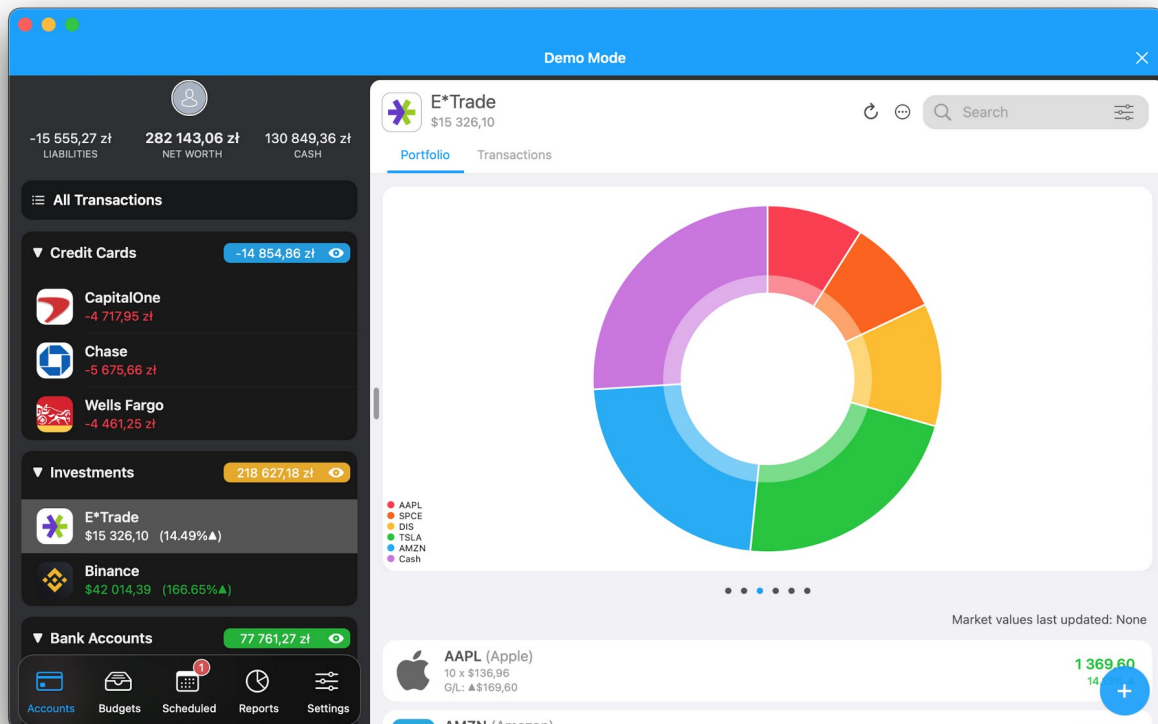 Demo Mode
-15 555,27 zł
LIABILITIES
282 143,06 zł
NET WORTH
130 849,36 zł
CASH
All Transactions
Credit Cards
-14 854,86 zł
CapitalOne
-4 717,95 zł
Chase
-5 675,66 zł
Wells Fargo
-4 461,25 zł
Investments
218 627,18 zł
E*Trade
$15 326,10 (14.49%▲)
Binance
$42 014,39 (166.65%▲)
Bank Accounts
77 761,27 zł
1
Accounts
Budgets
Scheduled
Reports
Settings
E*Trade
$15 326,10
Search
Portfolio
Transactions
AAPL
SPCE
DIS
TSLA
AMZN
Cash
Market values last updated: None
AAPL (Apple)
10 x $136,96
G/L: ▲$169,60
1 369,60
AMZN (Amazon)